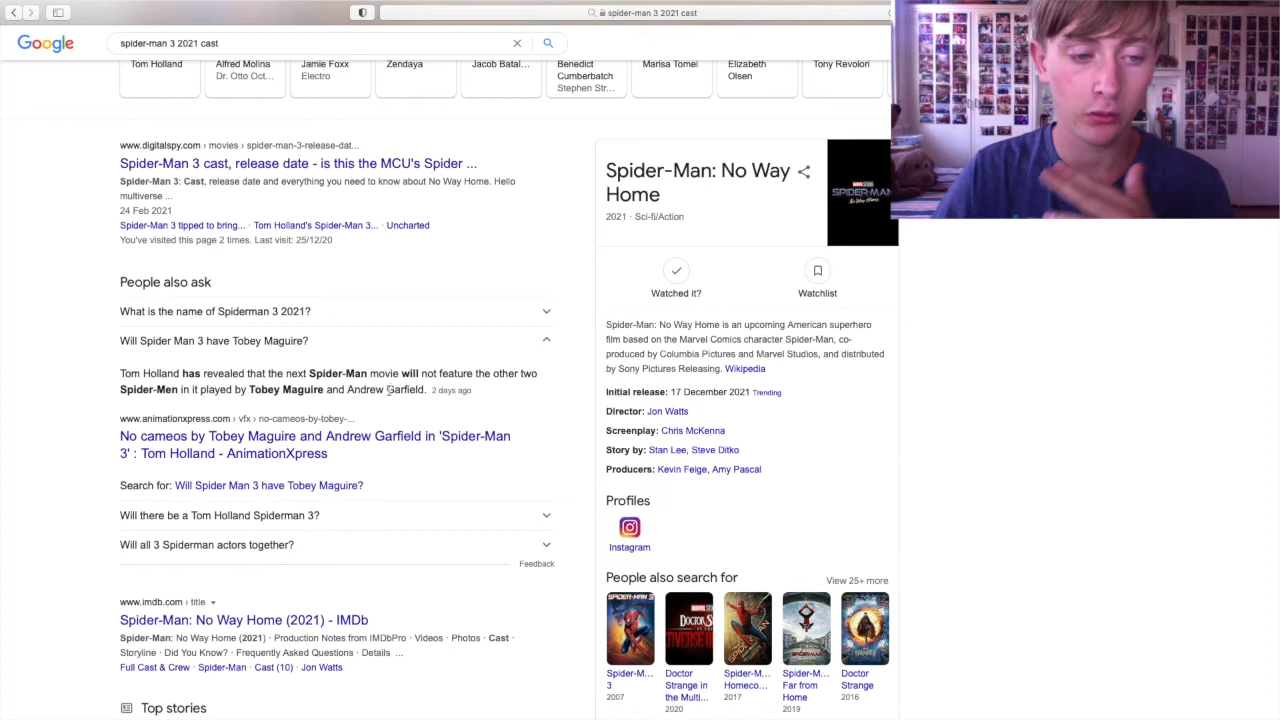 spider-man 3 2021 cast
Google
spider-man 3 2021 cast
Tom Holland
Alfred Molina
Dr. Otto Oct...
Jamie Foxx
Electro
Zendaya
Jacob Batal...
Benedict
Cumberbatch
Stephen Str...
Marisa Tomei
Elizabeth
Olsen
Tony Revolori
www.digitalspy.com › movies › spider-man-3-release-dat...
Spider-Man 3 cast, release date - is this the MCU's Spider ...
Spider-Man 3: Cast, release date and everything you need to know about No Way Home. Hello
multiverse ...
24 Feb 2021
Spider-Man 3 tipped to bring... · Tom Holland's Spider-Man 3... · Uncharted
You've visited this page 2 times. Last visit: 25/12/20
People also ask
What is the name of Spiderman 3 2021?
Will Spider Man 3 have Tobey Maguire?
Tom Holland has revealed that the next Spider-Man movie will not feature the other two
Spider-Men in it played by Tobey Maguire and Andrew Garfield. 2 days ago
www.animationxpress.com › vfx › no-cameos-by-tobey-...
No cameos by Tobey Maguire and Andrew Garfield in 'Spider-Man
3' : Tom Holland - AnimationXpress
Search for: Will Spider Man 3 have Tobey Maguire?
Will there be a Tom Holland Spiderman 3?
Will all 3 Spiderman actors together?
Feedback
www.imdb.com › title
Spider-Man: No Way Home (2021) - IMDb
Spider-Man: No Way Home (2021) · Production Notes from IMDbPro · Videos · Photos · Cast ·
Storyline · Did You Know? · Frequently Asked Questions · Details ...
Full Cast & Crew · Spider-Man · Cast (10) · Jon Watts
Top stories
Spider-Man: No Way
Home
2021 · Sci-fi/Action
SPIDER-MAN
Watched it?
Watchlist
Spider-Man: No Way Home is an upcoming American superhero
film based on the Marvel Comics character Spider-Man, co-
produced by Columbia Pictures and Marvel Studios, and distributed
by Sony Pictures Releasing. Wikipedia
Initial release: 17 December 2021 Trending
Director: Jon Watts
Screenplay: Chris McKenna
Story by: Stan Lee, Steve Ditko
Producers: Kevin Feige, Amy Pascal
Profiles
Instagram
People also search for
View 25+ more
SPIDER-MAN 3
Spider-M...
3
2007
Doctor
Strange in
the Multi...
2020
Spider-M...
Homeco...
2017
Spider-M...
Far from
Home
2019
Doctor
Strange
2016